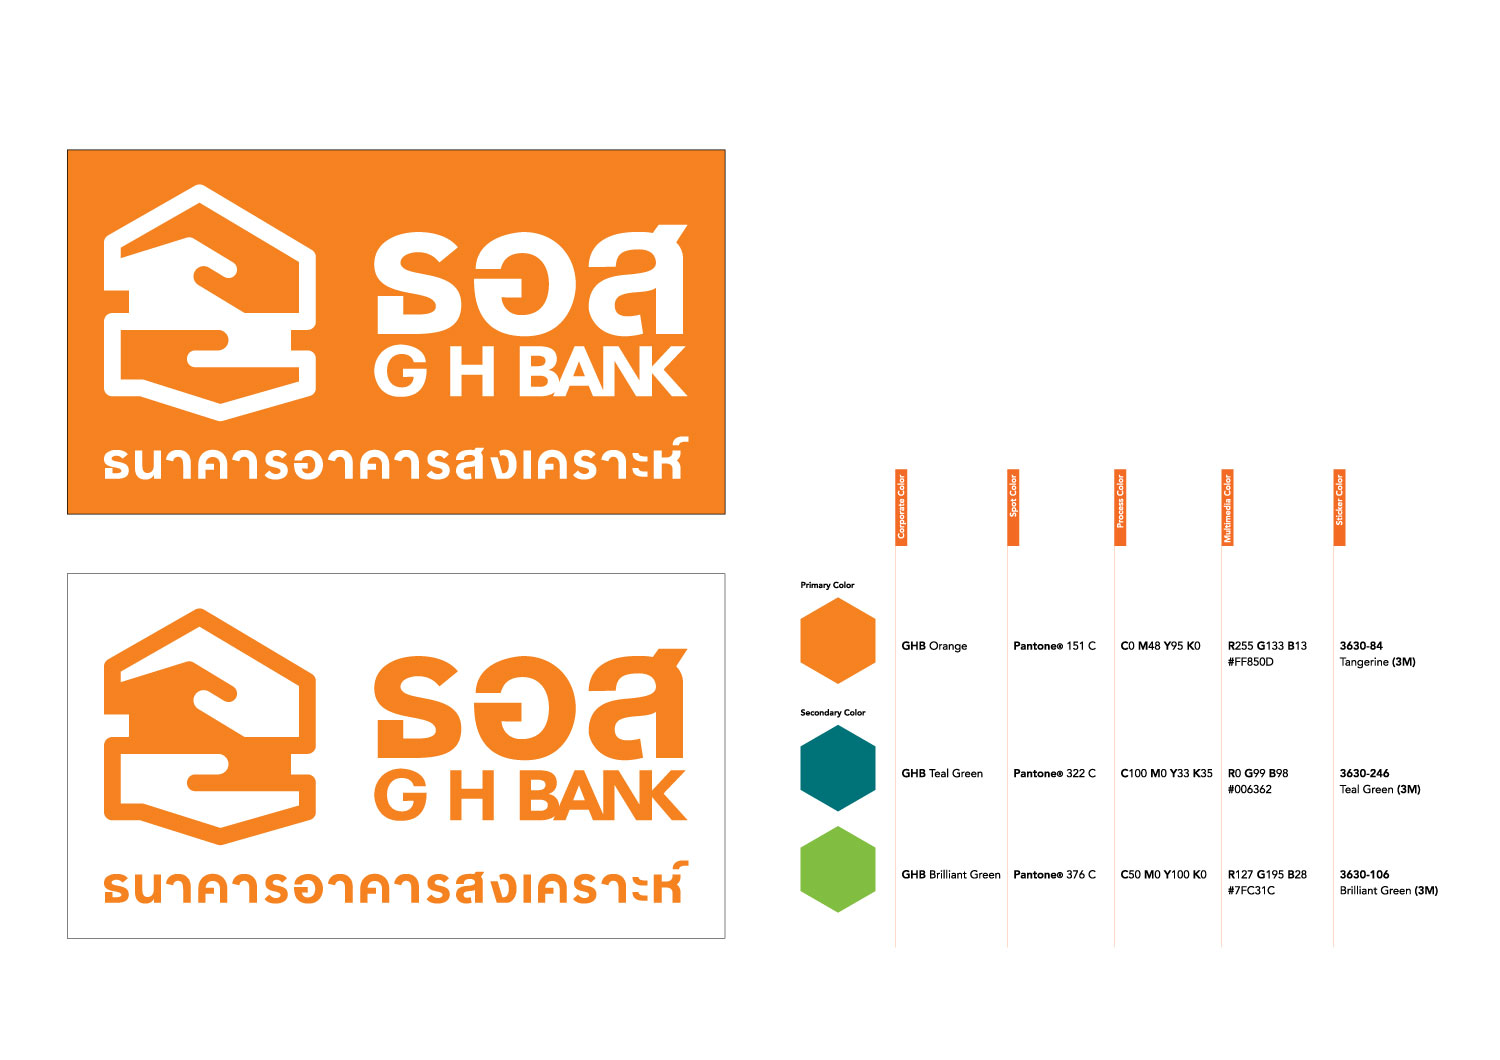 ธอส
G H BANK
ธนาคารอาคารสงเคราะห์
ธอส
G H BANK
ธนาคารอาคารสงเคราะห์
Corporate Color
Spot Color
Process Color
Multimedia Color
Sticker Color
Primary Color
GHB Orange
Pantone® 151 C
C0 M48 Y95 K0
R255 G133 B13
#FF850D
3630-84
Tangerine (3M)
Secondary Color
GHB Teal Green
Pantone® 322 C
C100 M0 Y33 K35
R0 G99 B98
#006362
3630-246
Teal Green (3M)
GHB Brilliant Green
Pantone® 376 C
C50 M0 Y100 K0
R127 G195 B28
#7FC31C
3630-106
Brilliant Green (3M)